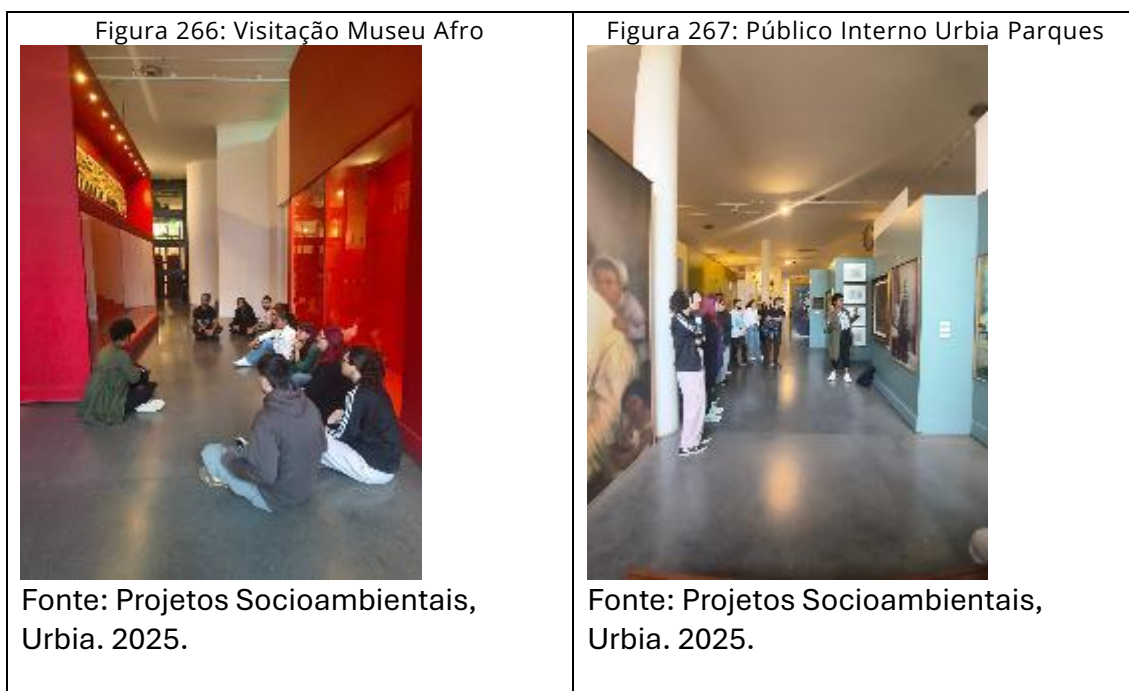 Figura 266: Visitação Museu Afro
Fonte: Projetos Socioambientais,
Urbia. 2025.
Figura 267: Público Interno Urbia Parques
Fonte: Projetos Socioambientais,
Urbia. 2025.